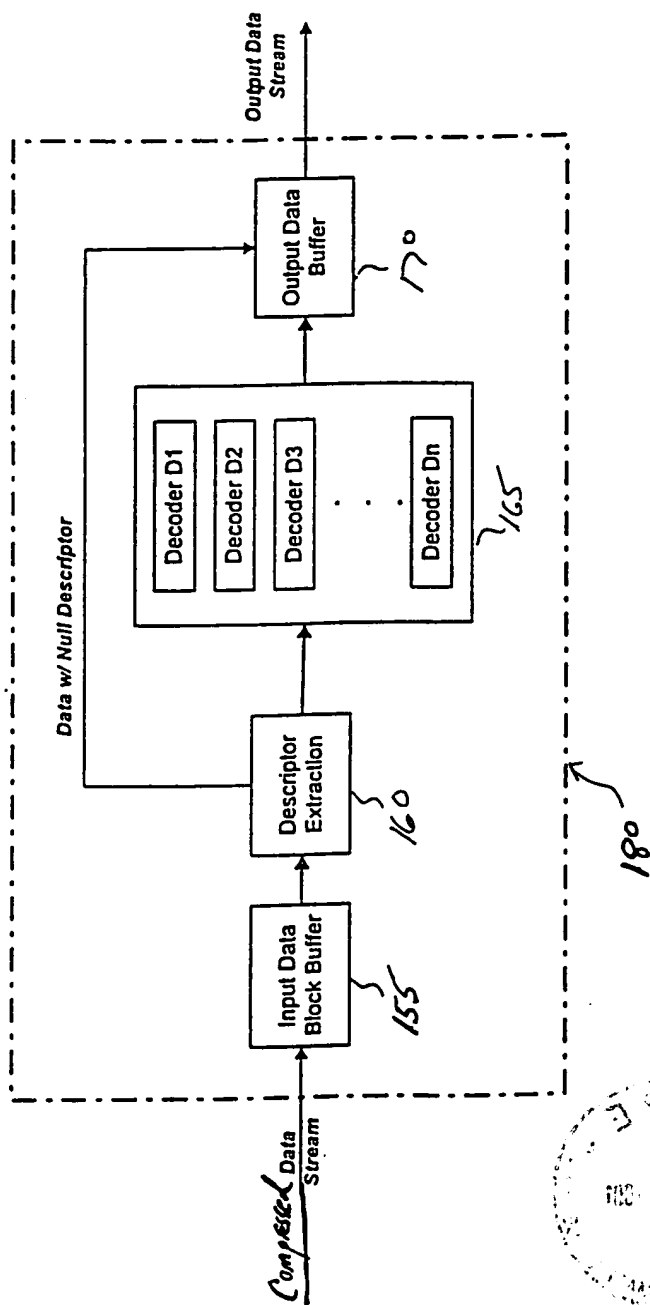 Compressed Data
Stream
Input Data
Block Buffer
155
Descriptor
Extraction
160
Data w/ Null Descriptor
Decoder D1
Decoder D2
Decoder D3
. . . .
Decoder Dn
165
Output Data
Buffer
170
Output Data
Stream
180